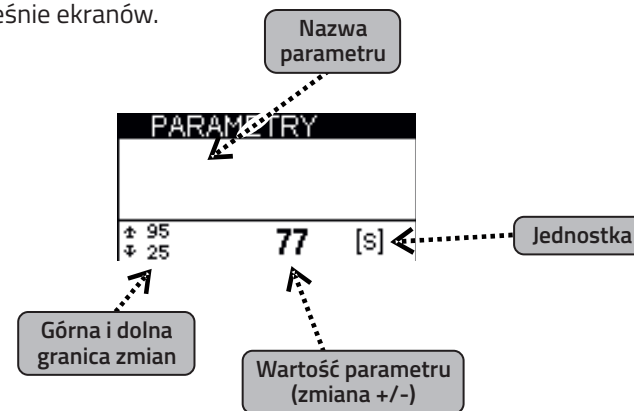 eśnie ekranów.
Nazwa
parametru
PARAMETRY
95
25
77
[s]
Jednostka
Górna i dolna
granica zmian
Wartość parametru
(zmiana +/-)